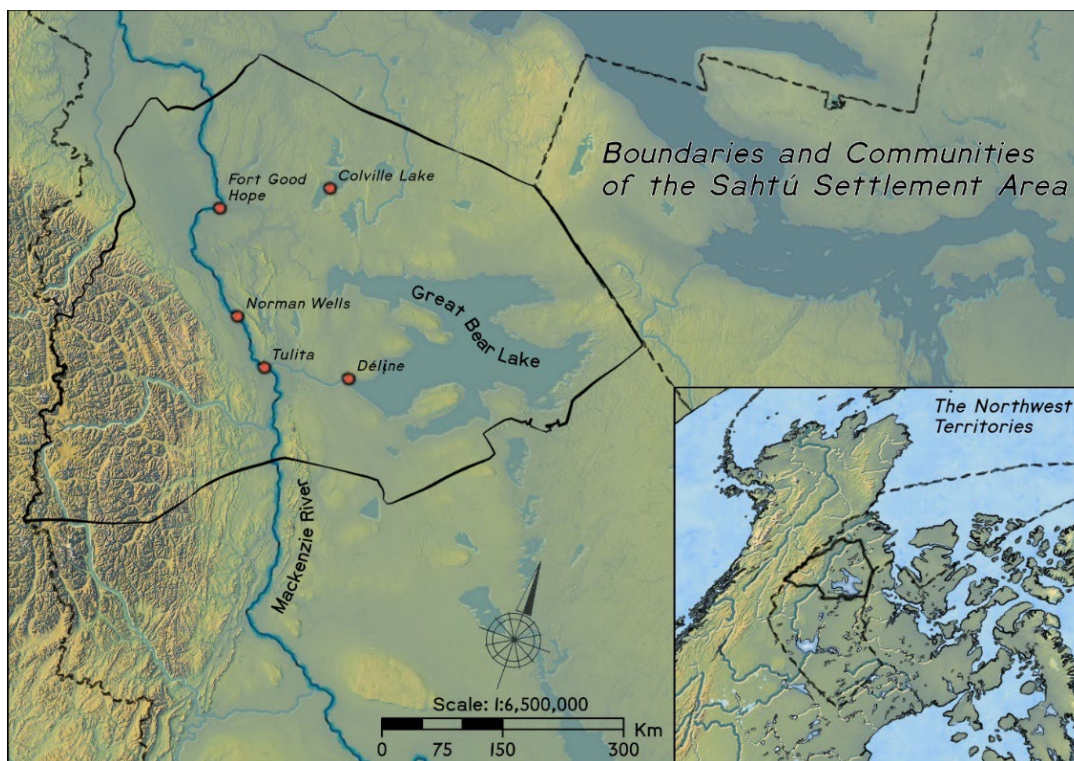 Boundaries and Communities
of the Sahtú Settlement Area
Fort Good
Hope
Colville Lake
Norman Wells
Great Bear Lake
Tulita
Délįne
Mackenzie River
The Northwest
Territories
Scale: 1:6,500,000
Km
0 75 150 300